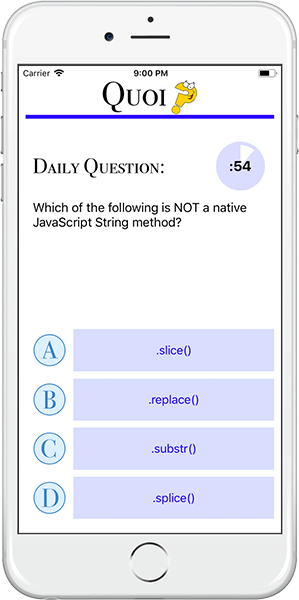 Carrier 9:00 PM
QUOI
DAILY QUESTION:
:54
Which of the following is NOT a native
JavaScript String method?
A .slice()
B .replace()
C .substr()
D .splice()